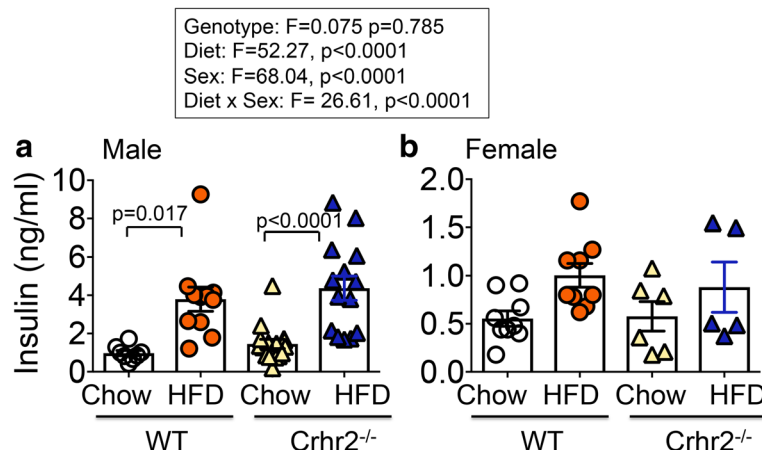 Genotype: F=0.075 p=0.785
Diet: F=52.27, p<0.0001
Sex: F=68.04, p<0.0001
Diet x Sex: F= 26.61, p<0.0001
a Male
Insulin (ng/ml)
10
8
6
4
2
0
p=0.017
p<0.0001
Chow HFD Chow HFD
WT Crhr2-/-
b Female
2.0
1.5
1.0
0.5
0.0
Chow HFD Chow HFD
WT Crhr2-/-